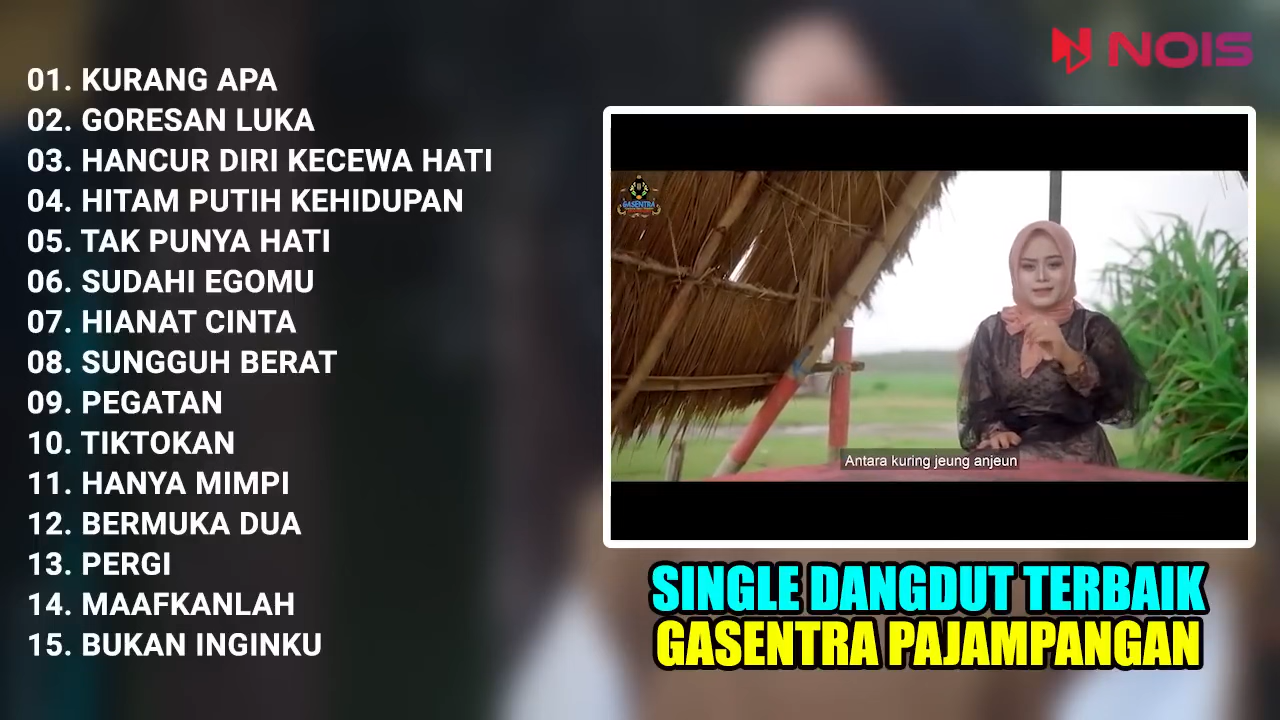 01. KURANG APA
02. GORESAN LUKA
03. HANCUR DIRI KECEWA HATI
04. HITAM PUTIH KEHIDUPAN
05. TAK PUNYA HATI
06. SUDAHI EGOMU
07. HIANAT CINTA
08. SUNGGUH BERAT
09. PEGATAN
10. TIKTOKAN
11. HANYA MIMPI
12. BERMUKA DUA
13. PERGI
14. MAAFKANLAH
15. BUKAN INGINKU
NOIS
GASENTRA
Antara kuring jeung anjeun
SINGLE DANGDUT TERBAIK
GASENTRA PAJAMPANGAN